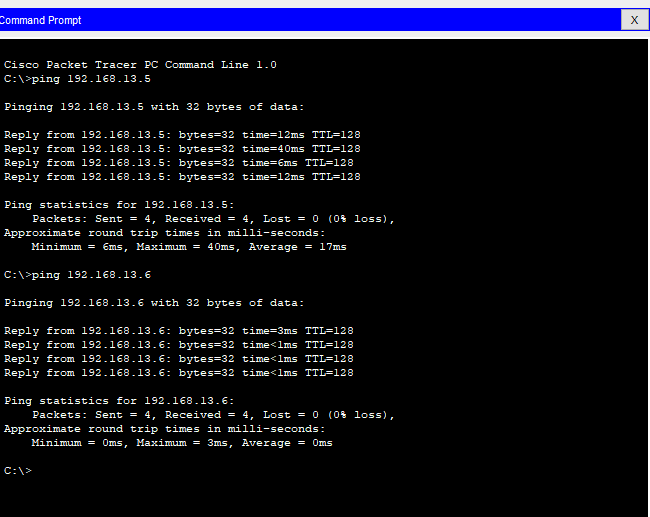 Command Prompt
X
Cisco Packet Tracer PC Command Line 1.0
C:\>ping 192.168.13.5
Pinging 192.168.13.5 with 32 bytes of data:
Reply from 192.168.13.5: bytes=32 time=12ms TTL=128
Reply from 192.168.13.5: bytes=32 time=40ms TTL=128
Reply from 192.168.13.5: bytes=32 time=6ms TTL=128
Reply from 192.168.13.5: bytes=32 time=12ms TTL=128
Ping statistics for 192.168.13.5:
Packets: Sent = 4, Received = 4, Lost = 0 (0% loss),
Approximate round trip times in milli-seconds:
Minimum = 6ms, Maximum = 40ms, Average = 17ms
C:\>ping 192.168.13.6
Pinging 192.168.13.6 with 32 bytes of data:
Reply from 192.168.13.6: bytes=32 time=3ms TTL=128
Reply from 192.168.13.6: bytes=32 time<1ms TTL=128
Reply from 192.168.13.6: bytes=32 time<1ms TTL=128
Reply from 192.168.13.6: bytes=32 time<1ms TTL=128
Ping statistics for 192.168.13.6:
Packets: Sent = 4, Received = 4, Lost = 0 (0% loss),
Approximate round trip times in milli-seconds:
Minimum = 0ms, Maximum = 3ms, Average = 0ms
C:\>